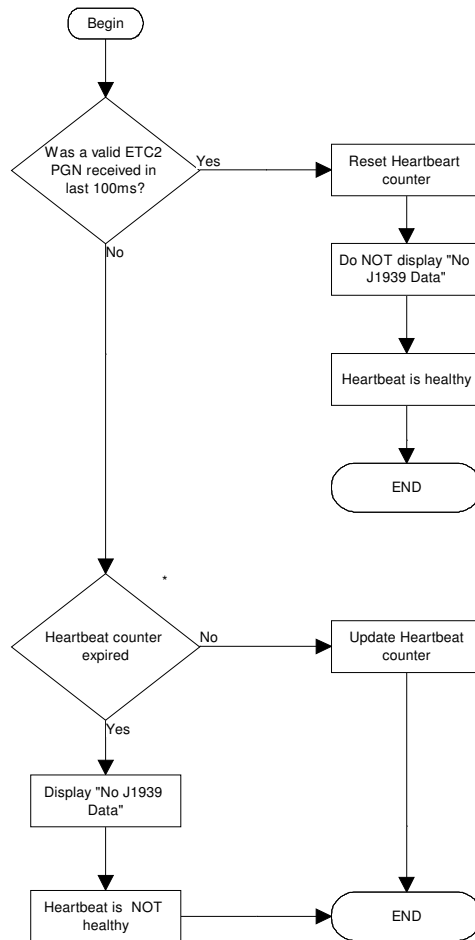 Begin
Was a valid ETC2
PGN received in
last 100ms?
Yes
No
Reset Heartbeart
counter
Do NOT display "No
J1939 Data"
Heartbeat is healthy
END
*
Heartbeat counter
expired
No
Yes
Update Heartbeat
counter
Display "No J1939
Data"
Heartbeat is NOT
healthy
END